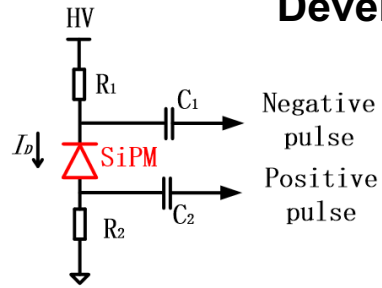 Devel
HV
R1
C1
Negative
pulse
ID
SiPM
Positive
pulse
C2
R2